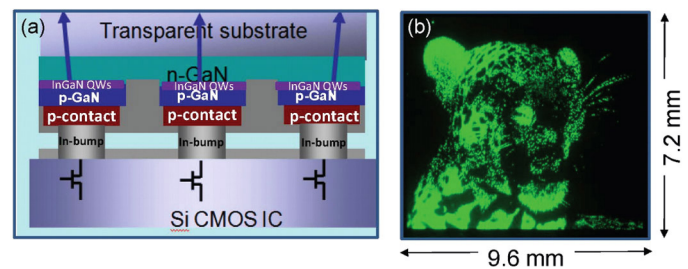 (a)
Transparent substrate
n-GaN
InGaN QWs
InGaN QWs
InGaN QWs
p-GaN
p-GaN
p-GaN
p-contact
p-contact
p-contact
In-bump
In-bump
In-bump
Si CMOS IC
(b)
7.2 mm
9.6 mm